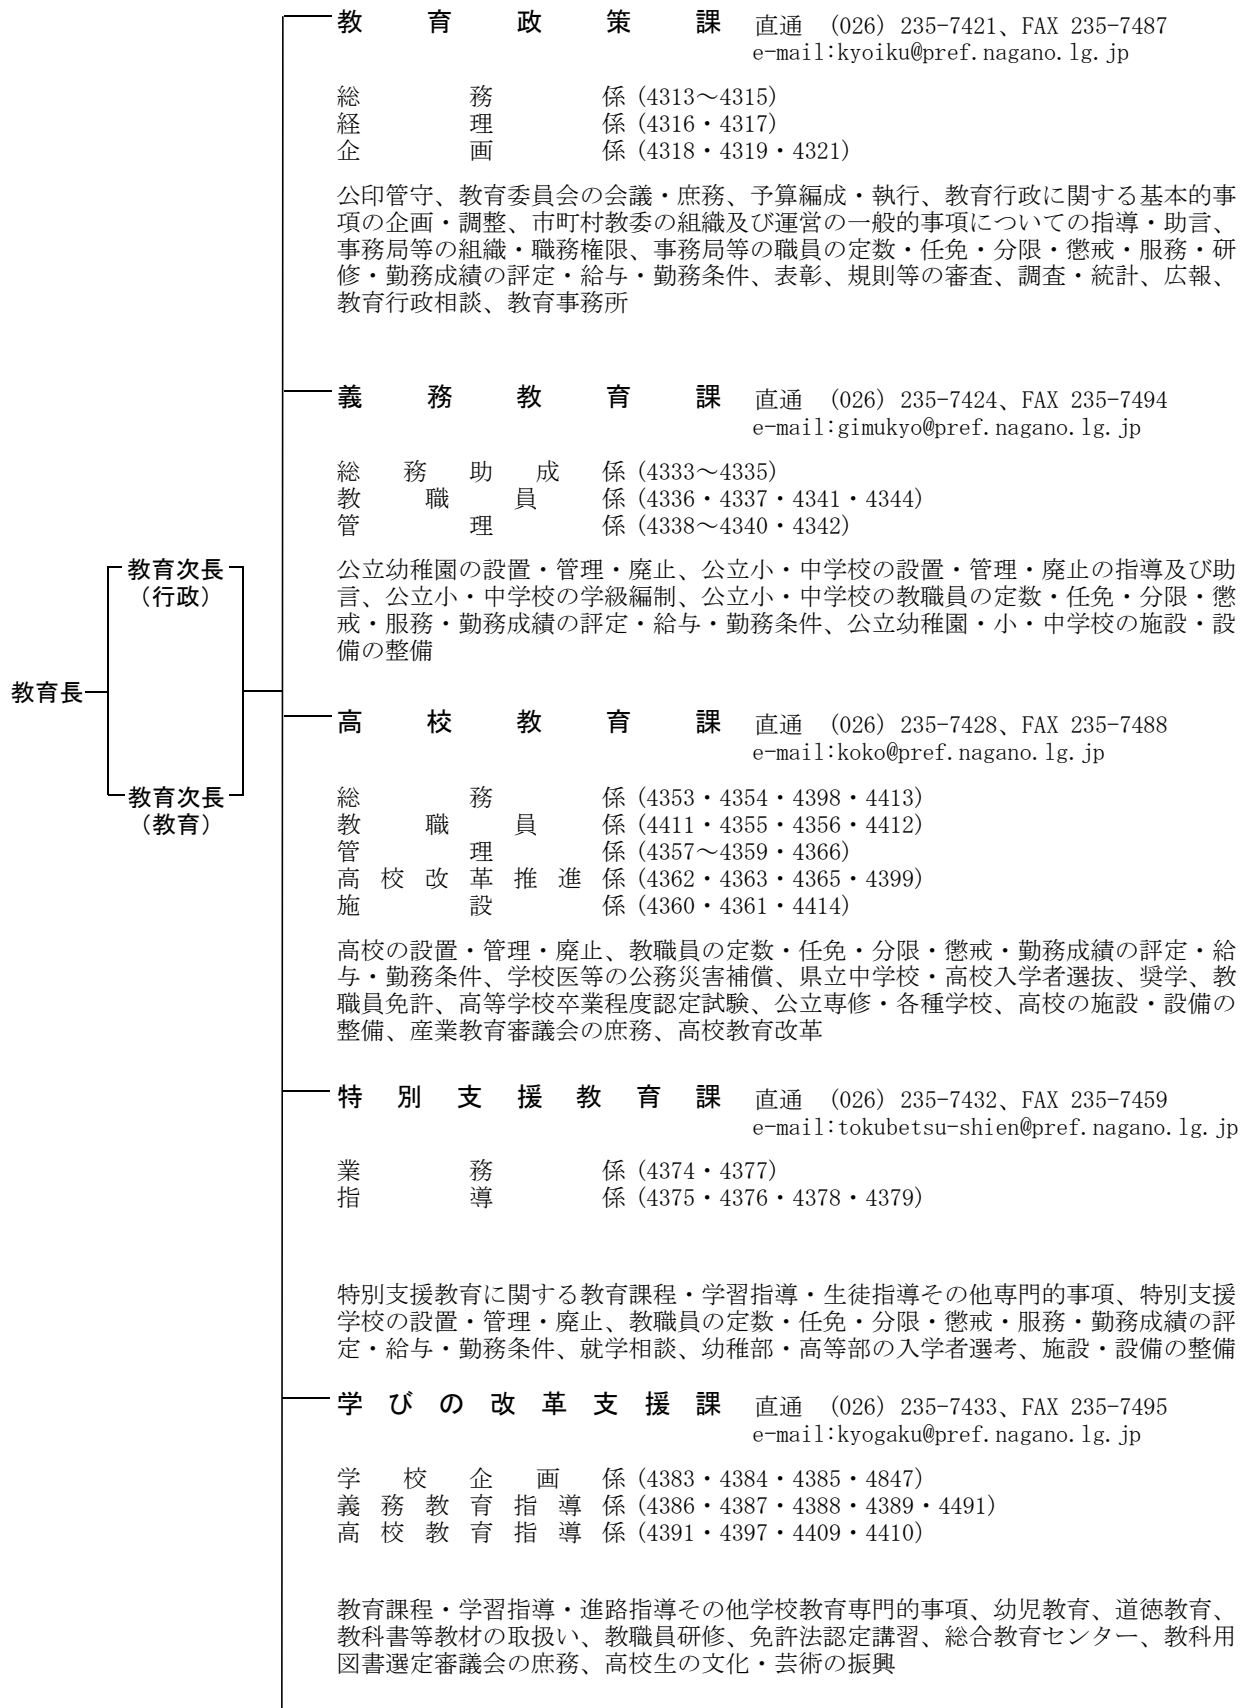 教育長
教育次長
（行政）
教育次長
（教育）
教育政策課 直通 (026) 235-7421、FAX 235-7487
e-mail:kyoiku@pref.nagano.lg.jp
総務係 (4313～4315)
経理係 (4316・4317)
企画係 (4318・4319・4321)
公印管守、教育委員会の会議・庶務、予算編成・執行、教育行政に関する基本的事
項の企画・調整、市町村教委の組織及び運営の一般的事項についての指導・助言、
事務局等の組織・職務権限、事務局等の職員の定数・任免・分限・懲戒・服務・研
修・勤務成績の評定・給与・勤務条件、表彰、規則等の審査、調査・統計、広報、
教育行政相談、教育事務所
義務教育課 直通 (026) 235-7424、FAX 235-7494
e-mail:gimukyo@pref.nagano.lg.jp
総務助成係 (4333～4335)
教職員係 (4336・4337・4341・4344)
管理係 (4338～4340・4342)
公立幼稚園の設置・管理・廃止、公立小・中学校の設置・管理・廃止の指導及び助
言、公立小・中学校の学級編制、公立小・中学校の教職員の定数・任免・分限・懲
戒・服務・勤務成績の評定・給与・勤務条件、公立幼稚園・小・中学校の施設・設
備の整備
高校教育課 直通 (026) 235-7428、FAX 235-7488
e-mail:koko@pref.nagano.lg.jp
総務係 (4353・4354・4398・4413)
教職員係 (4411・4355・4356・4412)
管理係 (4357～4359・4366)
高校改革推進係 (4362・4363・4365・4399)
施設係 (4360・4361・4414)
高校の設置・管理・廃止、教職員の定数・任免・分限・懲戒・勤務成績の評定・給
与・勤務条件、学校医等の公務災害補償、県立中学校・高校入学者選抜、奨学、教
職員免許、高等学校卒業程度認定試験、公立専修・各種学校、高校の施設・設備の
整備、産業教育審議会の庶務、高校教育改革
特別支援教育課 直通 (026) 235-7432、FAX 235-7459
e-mail:tokubetsu-shien@pref.nagano.lg.jp
業務係 (4374・4377)
指導係 (4375・4376・4378・4379)
特別支援教育に関する教育課程・学習指導・生徒指導その他専門的事項、特別支援
学校の設置・管理・廃止、教職員の定数・任免・分限・懲戒・服務・勤務成績の評
定・給与・勤務条件、就学相談、幼稚部・高等部の入学者選考、施設・設備の整備
学びの改革支援課 直通 (026) 235-7433、FAX 235-7495
e-mail:kyogaku@pref.nagano.lg.jp
学校企画係 (4383・4384・4385・4847)
義務教育指導係 (4386・4387・4388・4389・4491)
高校教育指導係 (4391・4397・4409・4410)
教育課程・学習指導・進路指導その他学校教育専門的事項、幼児教育、道徳教育、
教科書等教材の取扱い、教職員研修、免許法認定講習、総合教育センター、教科用
図書選定審議会の庶務、高校生の文化・芸術の振興